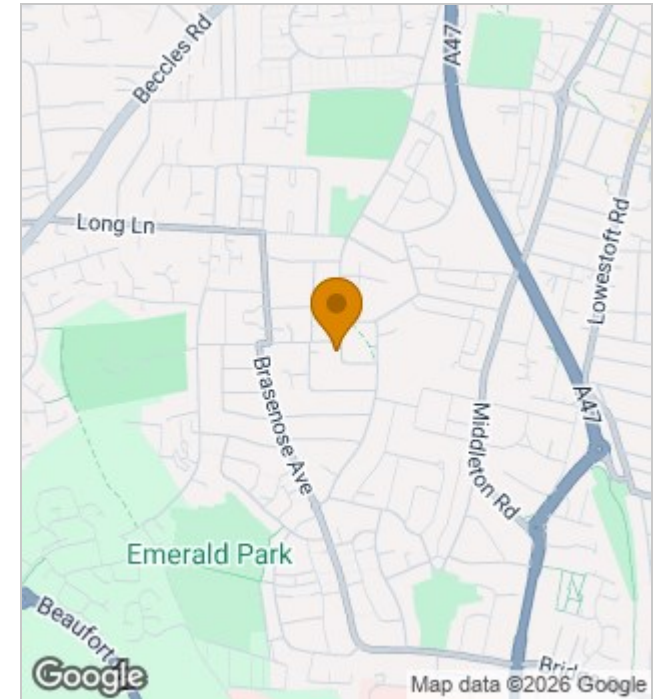 Beccles Rd
A47
Long Ln
Lowestoft Rd
Brasenose Ave
A47
Middleton Rd
Emerald Park
Beaufort
Google
Map data ©2026 Google